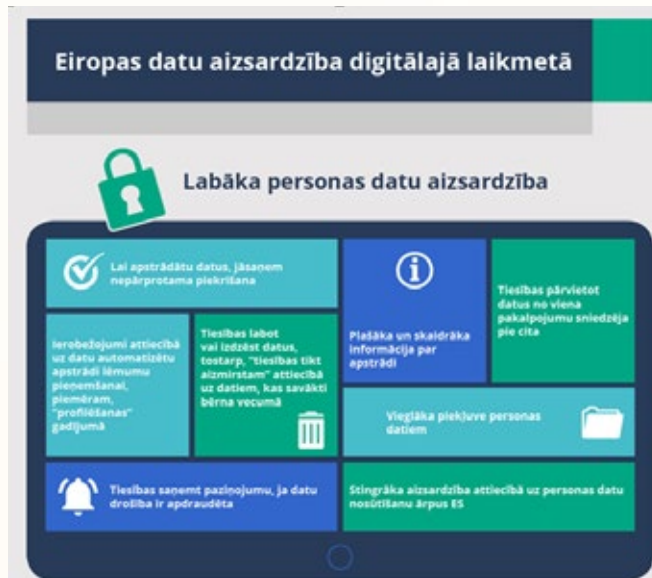 Eiropas datu aizsardzība digitālajā laikmetā
Labāka personas datu aizsardzība
Lai apstrādātu datus, jāsaņem
nepārprotama piekrišana
Plašāka un skaidrāka
informācija par
apstrādi
Tiesības pārvietot
datus no viena
pakalpojumu sniedzēja
pie cita
Ierobežojumi attiecībā
uz datu automatizētu
apstrādi lēmumu
pieņemšanai,
piemēram,
"profilēšanas"
gadījumā
Tiesības labot
vai izdzēst datus,
tostarp, "tiesības tikt
aizmirstam" attiecībā
uz datiem, kas savākti
bērna vecumā
Vieglāka piekļuve personas
datiem
Tiesības saņemt paziņojumu, ja datu
drošība ir apdraudēta
Stingrāka aizsardzība attiecībā uz personas datu
nosūtīšanu ārpus ES